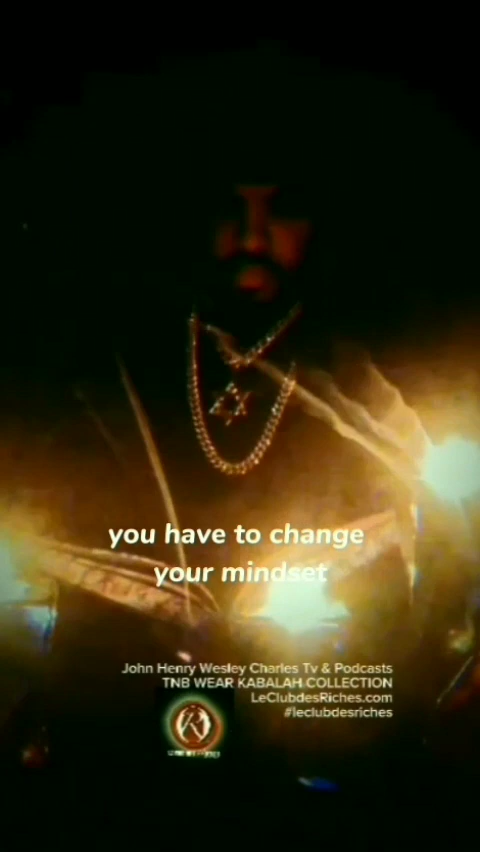 you have to change
your mindset
John Henry Wesley Charles Tv & Podcasts
TNB WEAR KABALAH COLLECTION
LeClubdesRiches.com
#leclubdesriches